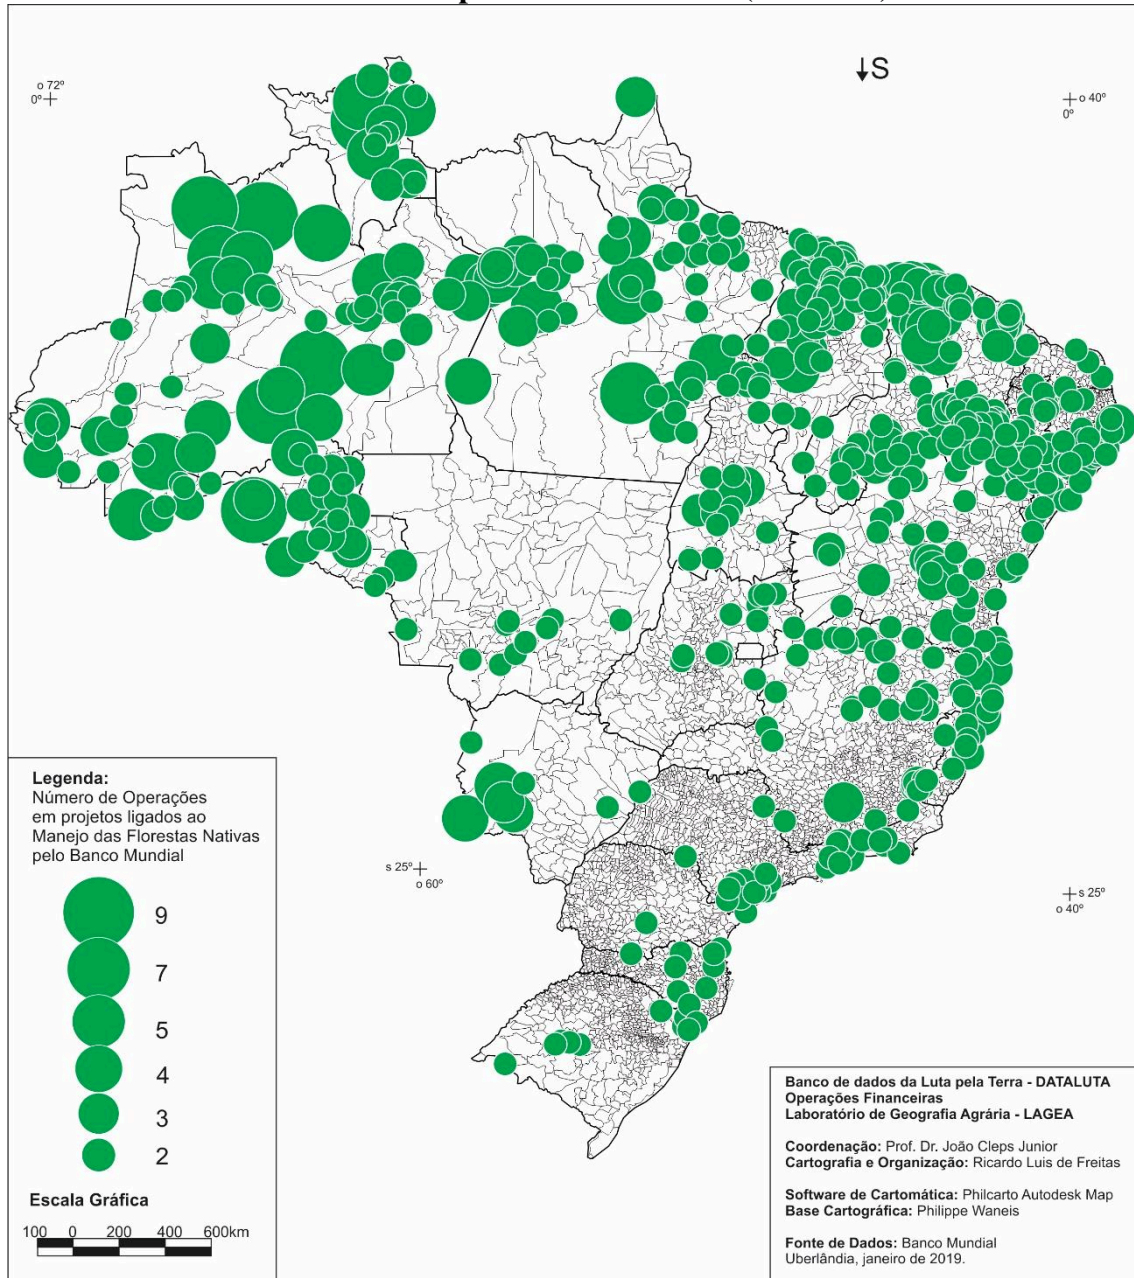 o 72º
0º
↓S
o 40º
0º
Legenda:
Número de Operações
em projetos ligados ao
Manejo das Florestas Nativas
pelo Banco Mundial
9
7
5
4
3
2
Escala Gráfica
100 0 200 400 600km
s 25º
o 60º
s 25º
o 40º
Banco de dados da Luta pela Terra - DATALUTA
Operações Financeiras
Laboratório de Geografia Agrária - LAGEA
Coordenação: Prof. Dr. João Cleps Junior
Cartografia e Organização: Ricardo Luis de Freitas
Software de Cartomática: Philcarto Autodesk Map
Base Cartográfica: Philippe Waneis
Fonte de Dados: Banco Mundial
Uberlândia, janeiro de 2019.